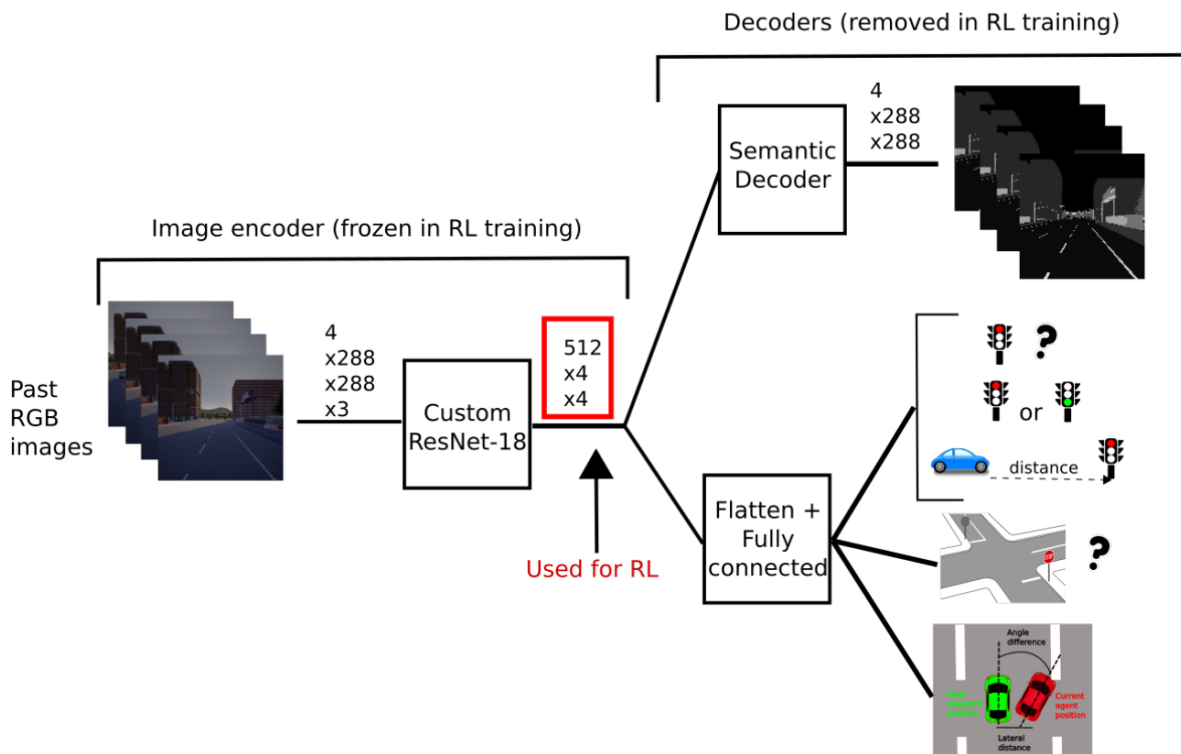 Decoders (removed in RL training)
4
x288
x288
Semantic
Decoder
Image encoder (frozen in RL training)
4
x288
x288
x3
512
x4
x4
Past
RGB
images
Custom
ResNet-18
Used for RL
Flatten +
Fully
connected
?
or
distance
STOP
?
Angle
difference
position
Current
agent
position
Lateral
distance